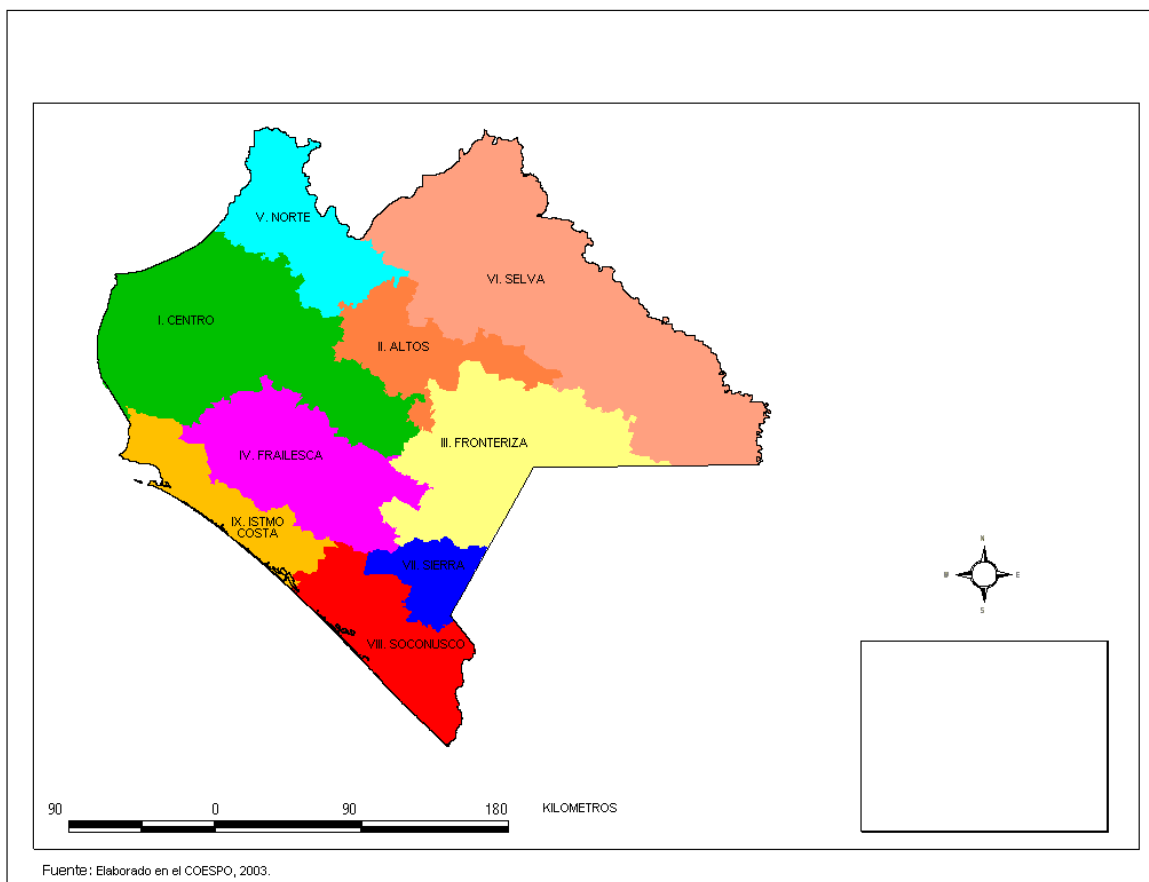 V. NORTE
VI. SELVA
I. CENTRO
II. ALTOS
III. FRONTERIZA
IV. FRAILESCA
IX. ISTMO
COSTA
VII. SIERRA
VIII. SOCONUSCO
N
W E
S
90 0 90 180 KILOMETROS
Fuente: Elaborado en el COESPO, 2003.